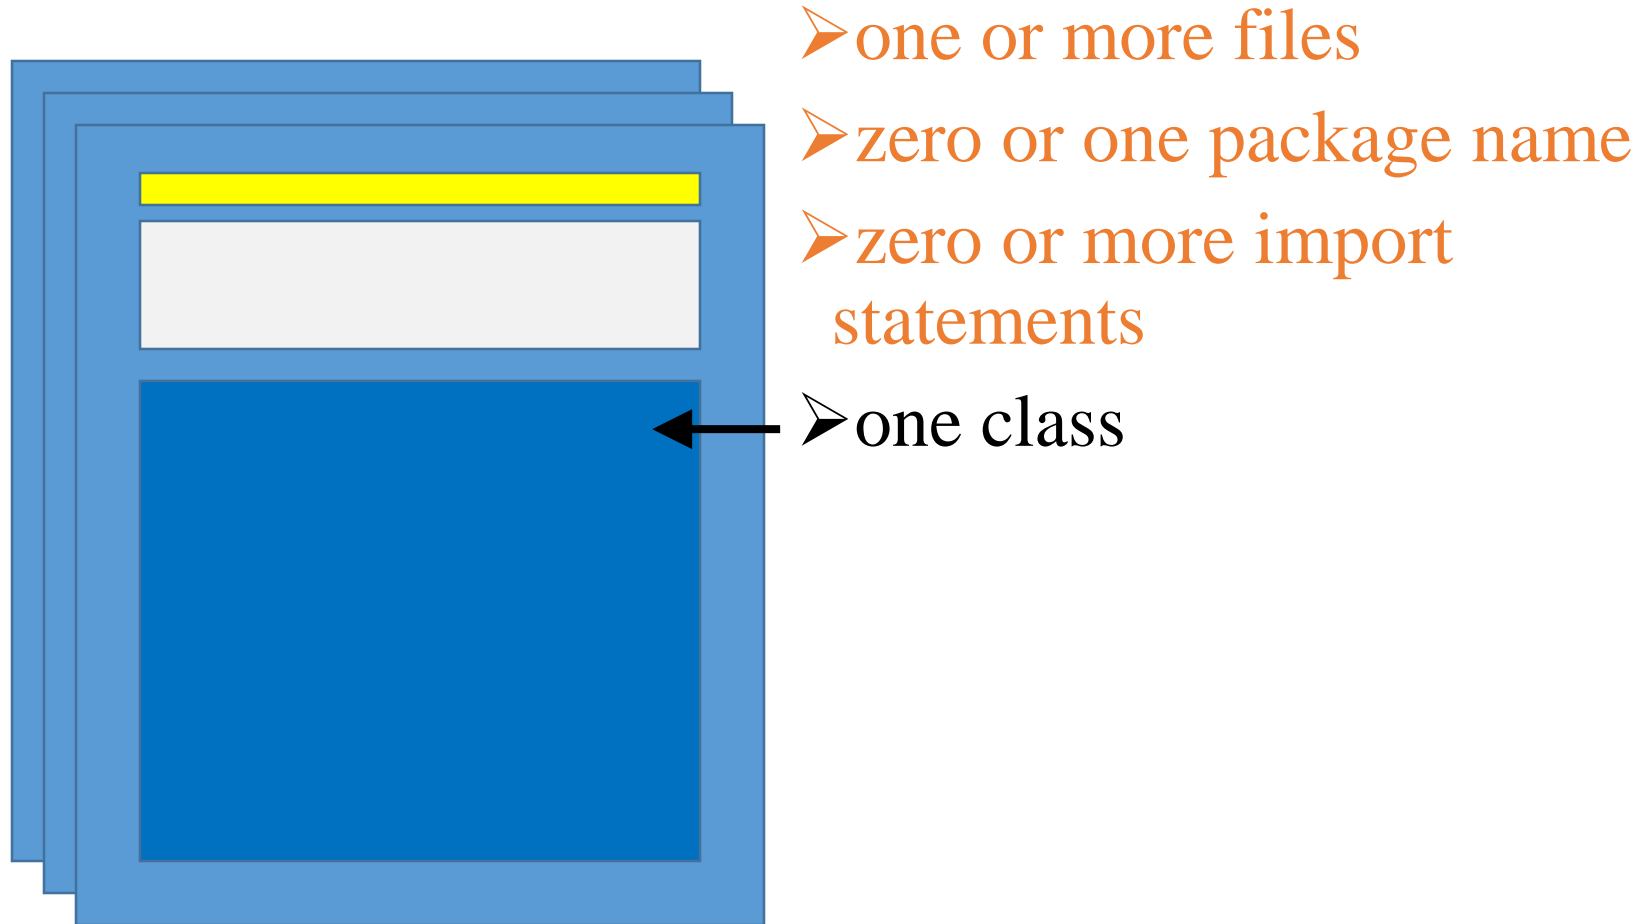 ➢one or more files
➢zero or one package name
➢zero or more import
statements
➢one class